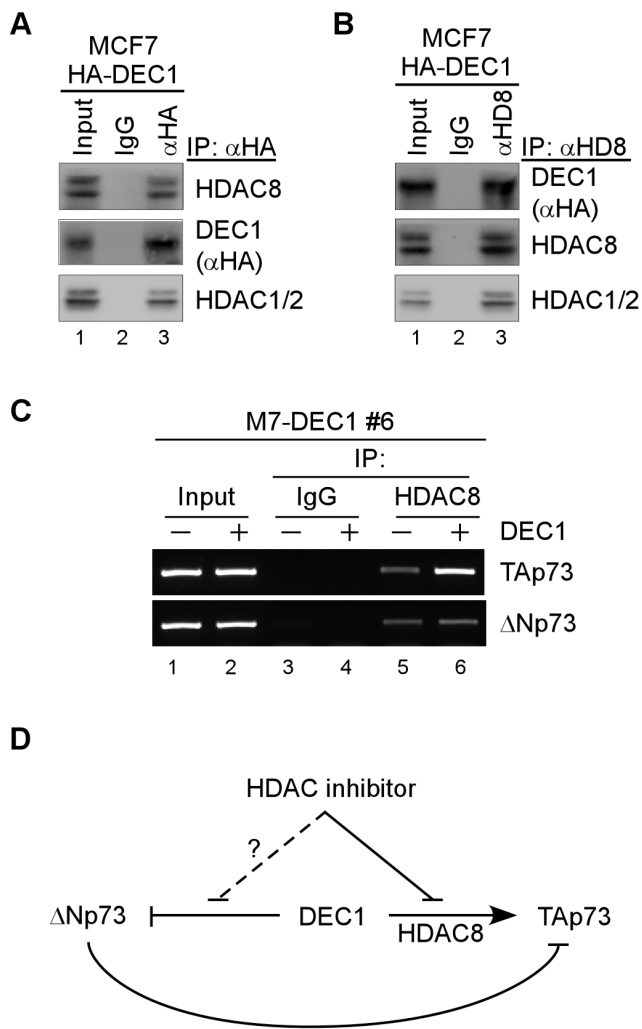 A
MCF7
HA-DEC1
Input
IgG
αHA
IP: αHA
HDAC8
DEC1
(αHA)
HDAC1/2
1 2 3
B
MCF7
HA-DEC1
Input
IgG
αHD8
IP: αHD8
DEC1
(αHA)
HDAC8
HDAC1/2
1 2 3
C
M7-DEC1 #6
IP:
Input IgG HDAC8
− + − + − + DEC1
TAp73
ΔNp73
1 2 3 4 5 6
D
HDAC inhibitor
?
ΔNp73 DEC1 TAp73
HDAC8